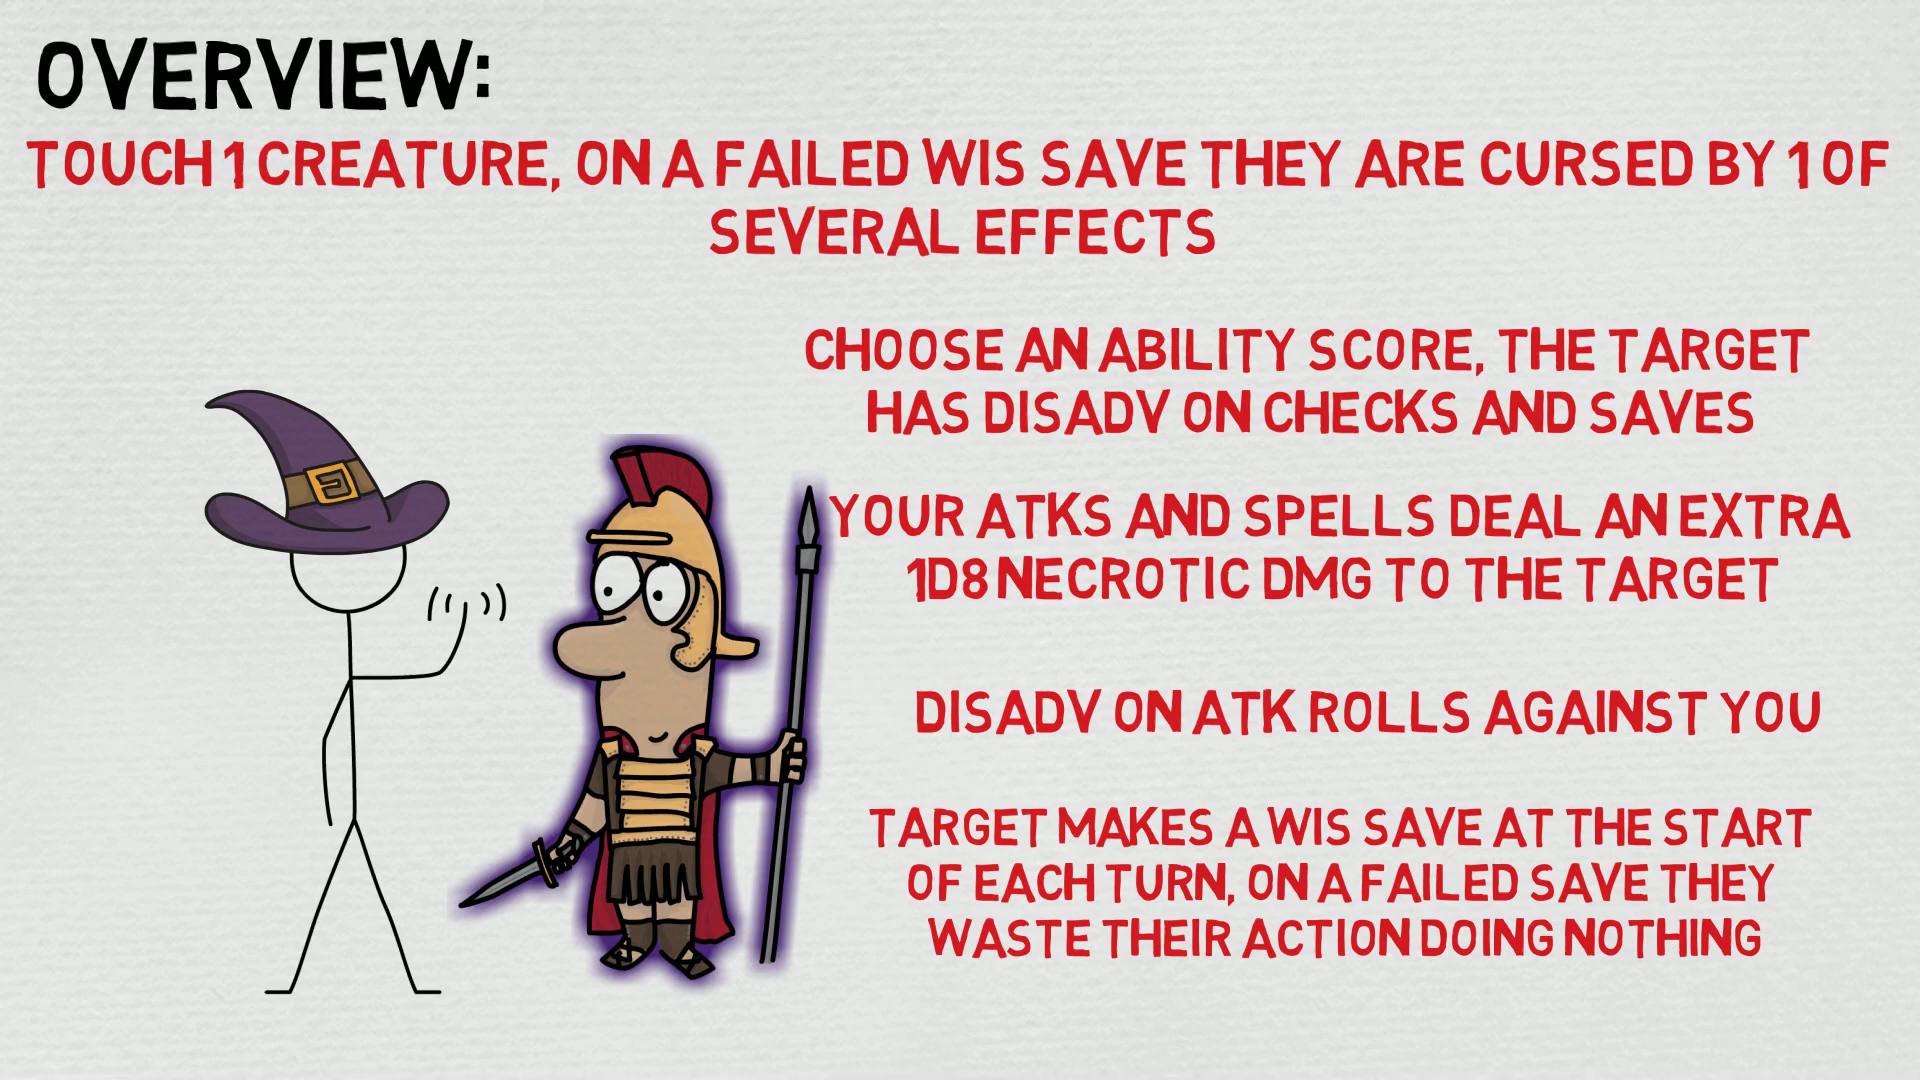 OVERVIEW:
TOUCH 1 CREATURE, ON A FAILED WIS SAVE THEY ARE CURSED BY 1 OF
SEVERAL EFFECTS
CHOOSE AN ABILITY SCORE, THE TARGET
HAS DISADV ON CHECKS AND SAVES
YOUR ATKS AND SPELLS DEAL AN EXTRA
1D8 NECROTIC DMG TO THE TARGET
DISADV ON ATK ROLLS AGAINST YOU
TARGET MAKES A WIS SAVE AT THE START
OF EACH TURN, ON A FAILED SAVE THEY
WASTE THEIR ACTION DOING NOTHING